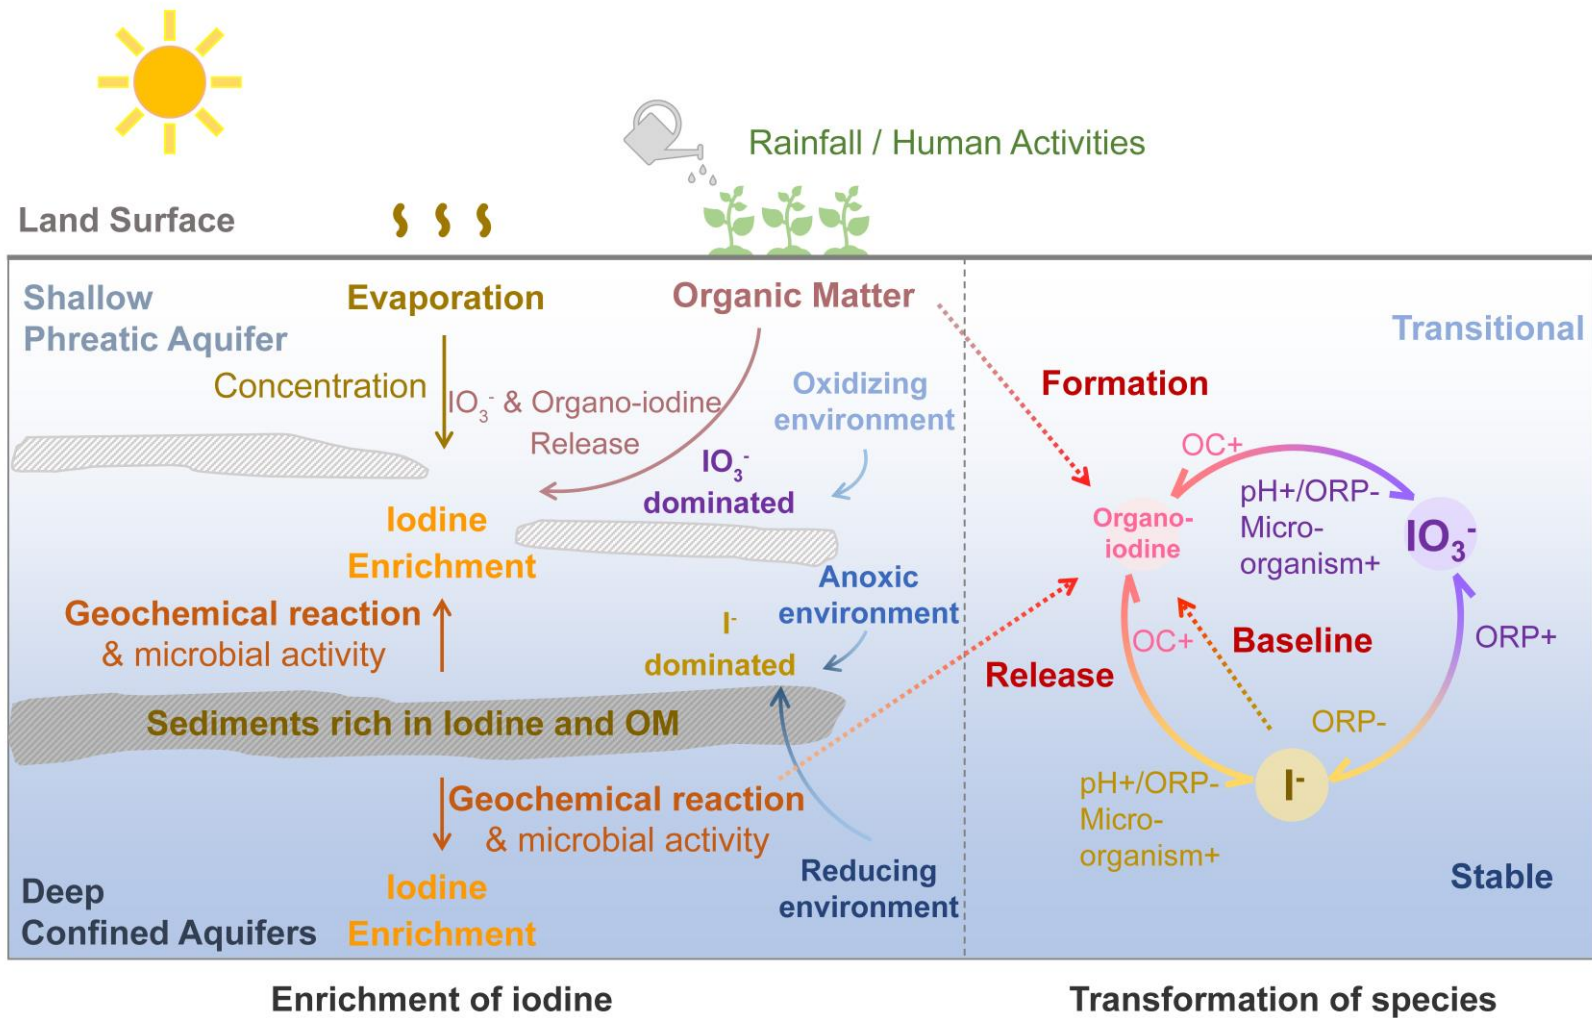 Rainfall / Human Activities
Land Surface
Shallow
Phreatic Aquifer
Evaporation
Organic Matter
Concentration
IO₃⁻ & Organo-iodine
Release
Oxidizing
environment
IO₃⁻
dominated
Iodine
Enrichment
Geochemical reaction
& microbial activity
Anoxic
environment
I⁻
dominated
Sediments rich in Iodine and OM
Geochemical reaction
& microbial activity
Reducing
environment
Deep
Confined Aquifers
Iodine
Enrichment
Transitional
Formation
OC+
pH+/ORP-
Micro-
organism+
Organo-
iodine
IO₃⁻
OC+
Baseline
ORP+
Release
ORP-
pH+/ORP-
Micro-
organism+
I⁻
Stable
Enrichment of iodine
Transformation of species